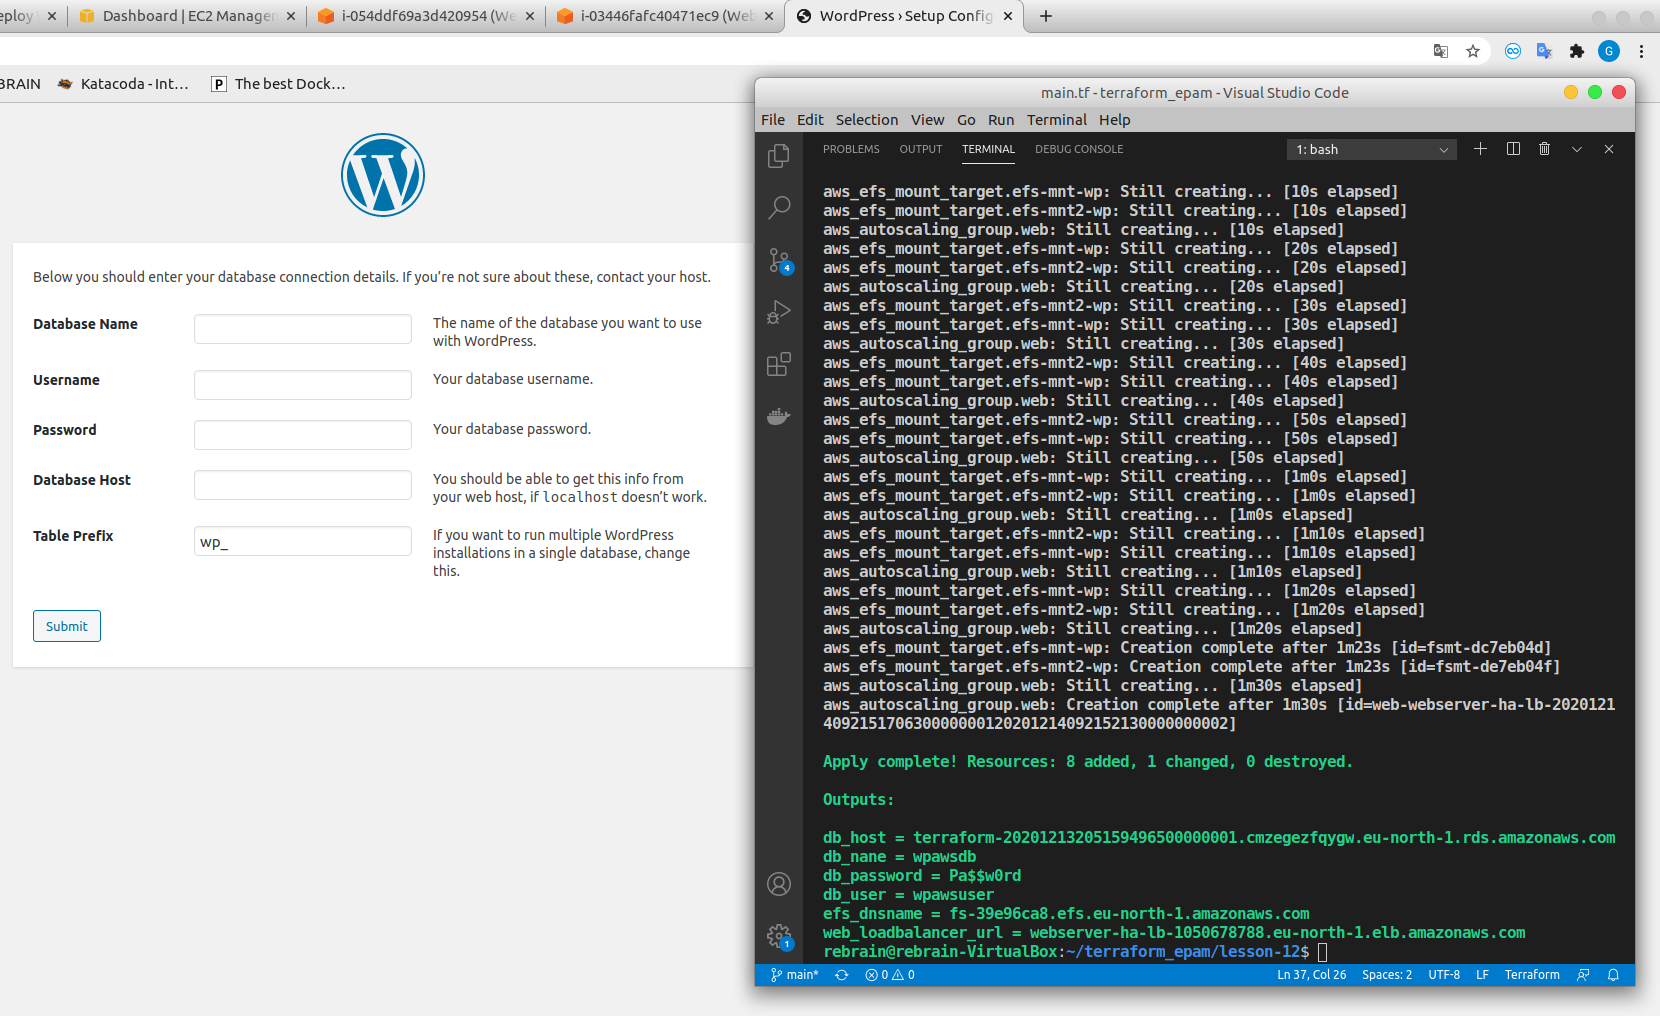 eploy
Dashboard | EC2 Manager
i-054ddf69a3d420954 (We
i-03446fafc40471ec9 (Web
WordPress › Setup Config
G
BRAIN
Katacoda - Int...
The best Dock...
Below you should enter your database connection details. If you’re not sure about these, contact your host.
Database Name
The name of the database you want to use
with WordPress.
Username
Your database username.
Password
Your database password.
Database Host
You should be able to get this info from
your web host, if localhost doesn’t work.
Table Prefix
wp_
If you want to run multiple WordPress
installations in a single database, change
this.
Submit
main.tf - terraform_epam - Visual Studio Code
File Edit Selection View Go Run Terminal Help
PROBLEMS OUTPUT TERMINAL DEBUG CONSOLE
1: bash
4
1
aws_efs_mount_target.efs-mnt-wp: Still creating... [10s elapsed]
aws_efs_mount_target.efs-mnt2-wp: Still creating... [10s elapsed]
aws_autoscaling_group.web: Still creating... [10s elapsed]
aws_efs_mount_target.efs-mnt-wp: Still creating... [20s elapsed]
aws_efs_mount_target.efs-mnt2-wp: Still creating... [20s elapsed]
aws_autoscaling_group.web: Still creating... [20s elapsed]
aws_efs_mount_target.efs-mnt2-wp: Still creating... [30s elapsed]
aws_efs_mount_target.efs-mnt-wp: Still creating... [30s elapsed]
aws_autoscaling_group.web: Still creating... [30s elapsed]
aws_efs_mount_target.efs-mnt2-wp: Still creating... [40s elapsed]
aws_efs_mount_target.efs-mnt-wp: Still creating... [40s elapsed]
aws_autoscaling_group.web: Still creating... [40s elapsed]
aws_efs_mount_target.efs-mnt2-wp: Still creating... [50s elapsed]
aws_efs_mount_target.efs-mnt-wp: Still creating... [50s elapsed]
aws_autoscaling_group.web: Still creating... [50s elapsed]
aws_efs_mount_target.efs-mnt-wp: Still creating... [1m0s elapsed]
aws_efs_mount_target.efs-mnt2-wp: Still creating... [1m0s elapsed]
aws_autoscaling_group.web: Still creating... [1m0s elapsed]
aws_efs_mount_target.efs-mnt2-wp: Still creating... [1m10s elapsed]
aws_efs_mount_target.efs-mnt-wp: Still creating... [1m10s elapsed]
aws_autoscaling_group.web: Still creating... [1m10s elapsed]
aws_efs_mount_target.efs-mnt-wp: Still creating... [1m20s elapsed]
aws_efs_mount_target.efs-mnt2-wp: Still creating... [1m20s elapsed]
aws_autoscaling_group.web: Still creating... [1m20s elapsed]
aws_efs_mount_target.efs-mnt-wp: Creation complete after 1m23s [id=fsmt-dc7eb04d]
aws_efs_mount_target.efs-mnt2-wp: Creation complete after 1m23s [id=fsmt-de7eb04f]
aws_autoscaling_group.web: Still creating... [1m30s elapsed]
aws_autoscaling_group.web: Creation complete after 1m30s [id=web-webserver-ha-lb-2020121
4092151706300000001202012140921521300000000002]
Apply complete! Resources: 8 added, 1 changed, 0 destroyed.
Outputs:
db_host = terraform-20201213205159496500000001.cmzegezfqygw.eu-north-1.rds.amazonaws.com
db_nane = wpawsdb
db_password = Pa$$w0rd
db_user = wpawsuser
efs_dnsname = fs-39e96ca8.efs.eu-north-1.amazonaws.com
web_loadbalancer_url = webserver-ha-lb-1050678788.eu-north-1.elb.amazonaws.com
rebrain@rebrain-VirtualBox:~/terraform_epam/lesson-12$
main* 0 0 Ln 37, Col 26 Spaces: 2 UTF-8 LF Terraform